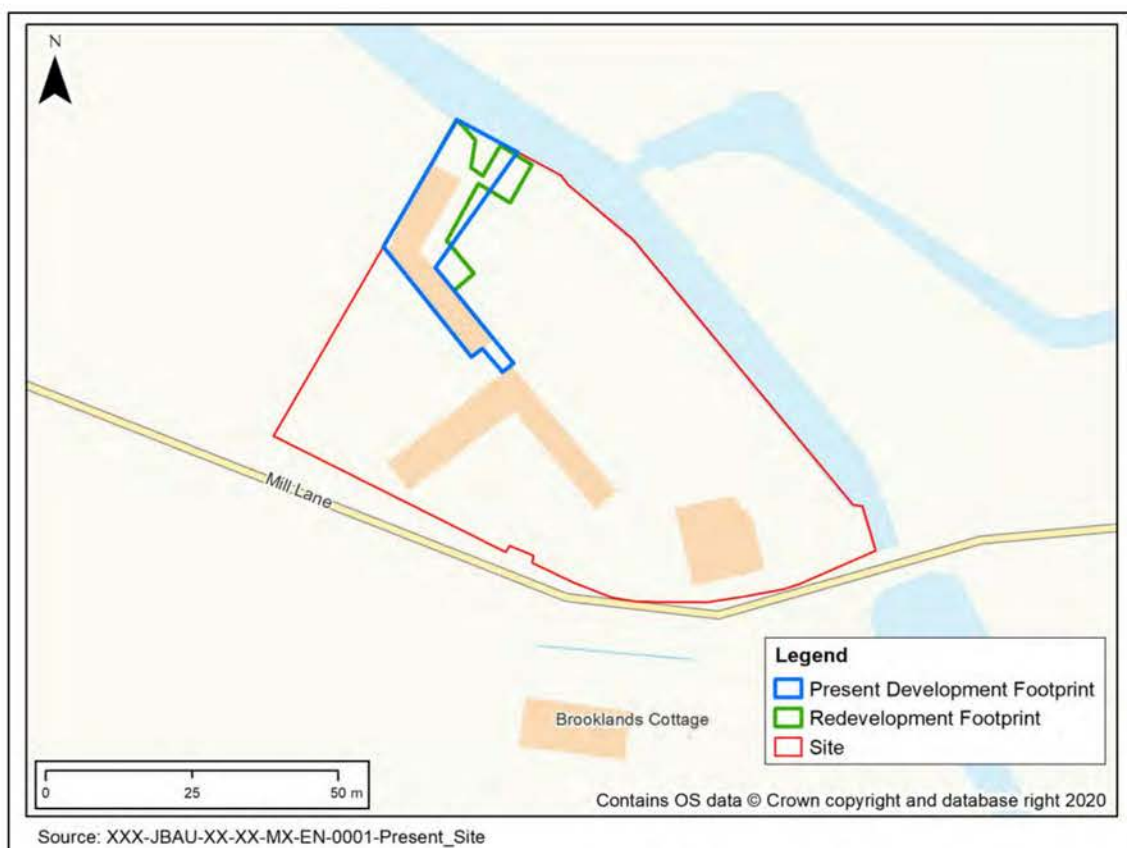 N
Mill Lane
Brooklands Cottage
Legend
Present Development Footprint
Redevelopment Footprint
Site
0 25 50 m
Contains OS data © Crown copyright and database right 2020
Source: XXX-JBAU-XX-XX-MX-EN-0001-Present_Site